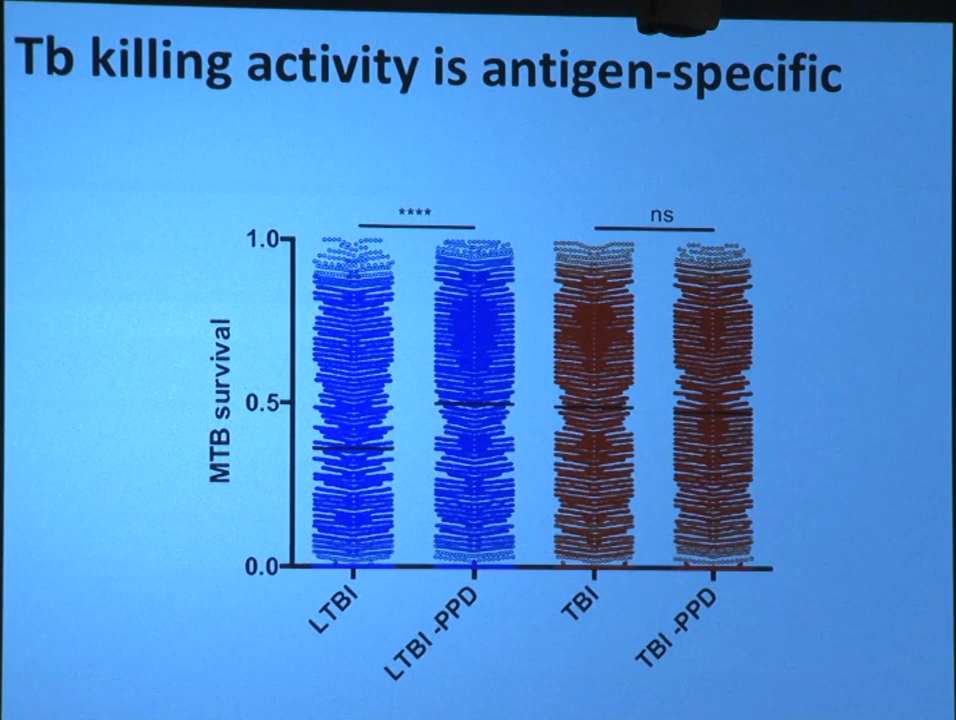 Tb killing activity is antigen-specific
**** ns
1.0
0.5
0.0
MTB survival
LTBI LTBI -PPD TBI TBI -PPD